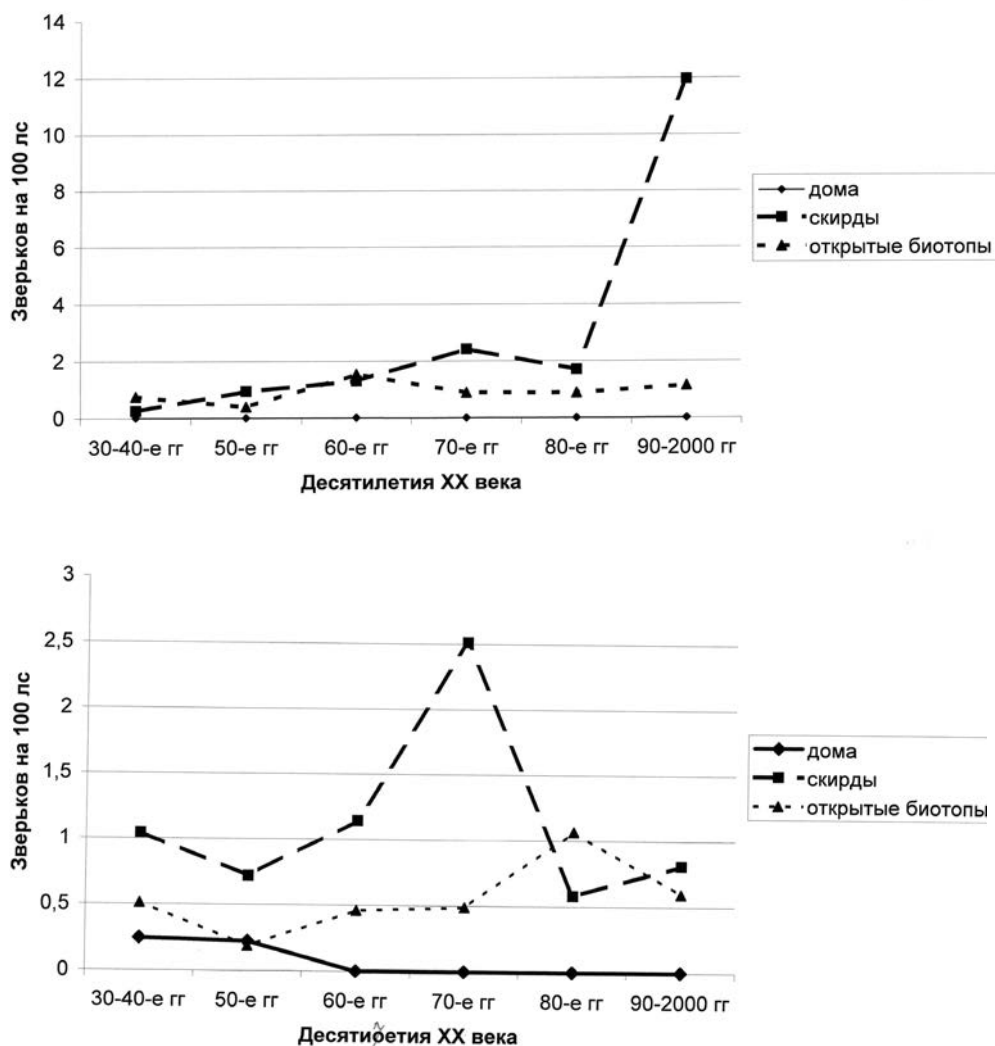 14
12
10
8
6
4
2
0
Зверьков на 100 лс
30-40-е гг 50-е гг 60-е гг 70-е гг 80-е гг 90-2000 гг
Десятилетия XX века
дома
скирды
открытые биотопы
3
2,5
2
1,5
1
0,5
0
Зверьков на 100 лс
30-40-е гг 50-е гг 60-е гг 70-е гг 80-е гг 90-2000 гг
Десятиоетия XX века
дома
скирды
открытые биотопы